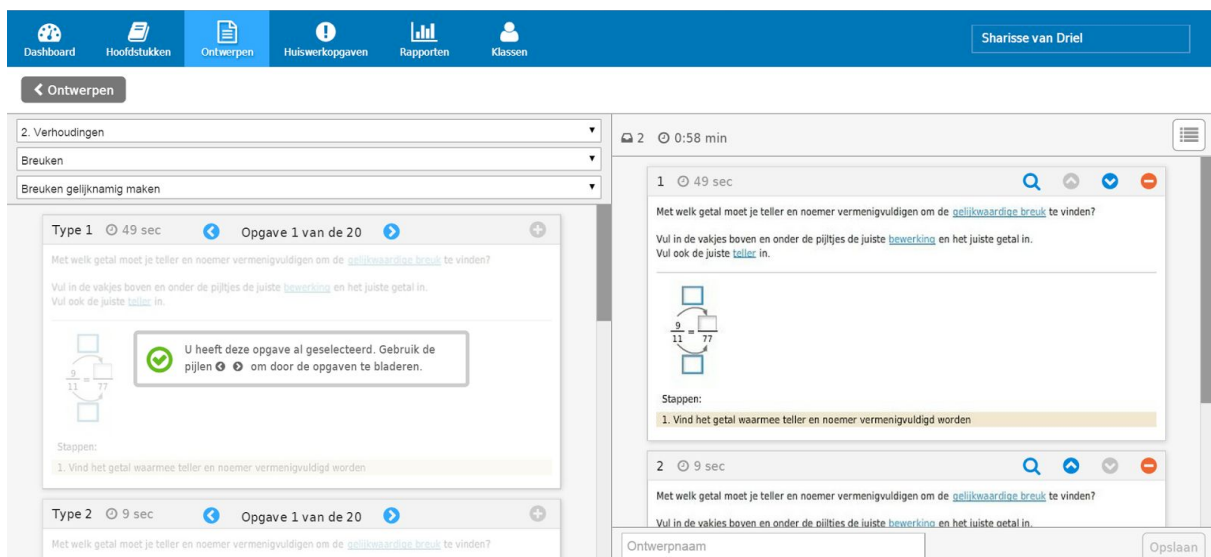 Dashboard
Hoofdstukken
Ontwerpen
Huiswerkopgaven
Rapporten
Klassen
Sharisse van Driel
Ontwerpen
2. Verhoudingen
Breuken
Breuken gelijknamig maken
Type 1 49 sec Opgave 1 van de 20
Met welk getal moet je teller en noemer vermenigvuldigen om de gelijkwaardige breuk te vinden?
Vul in de vakjes boven en onder de pijltjes de juiste bewerking en het juiste getal in.
Vul ook de juiste teller in.
9
11
=
77
U heeft deze opgave al geselecteerd. Gebruik de
pijlen om door de opgaven te bladeren.
Stappen:
1. Vind het getal waarmee teller en noemer vermenigvuldigd worden
Type 2 9 sec Opgave 1 van de 20
Met welk getal moet je teller en noemer vermenigvuldigen om de gelijkwaardige breuk te vinden?
2 0:58 min
1 49 sec
Met welk getal moet je teller en noemer vermenigvuldigen om de gelijkwaardige breuk te vinden?
Vul in de vakjes boven en onder de pijltjes de juiste bewerking en het juiste getal in.
Vul ook de juiste teller in.
9
11
=
77
Stappen:
1. Vind het getal waarmee teller en noemer vermenigvuldigd worden
2 9 sec
Met welk getal moet je teller en noemer vermenigvuldigen om de gelijkwaardige breuk te vinden?
Vul in de vakjes boven en onder de pijltjes de juiste bewerking en het juiste getal in.
Ontwerpnaam
Opslaan